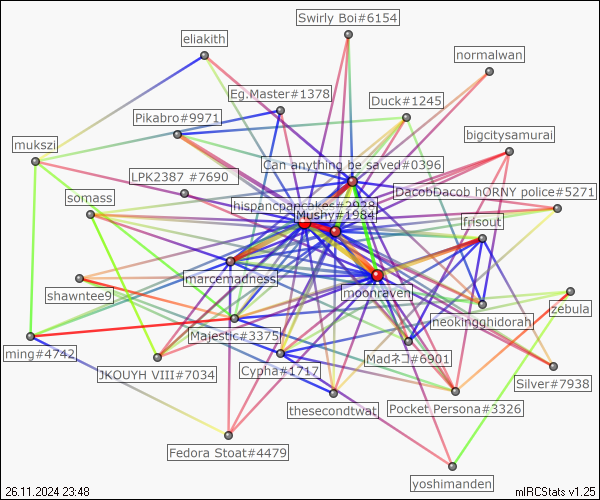 Swirly Boi#6154
eliakith
normalwan
Eg.Master#1378
Duck#1245
Pikabro#9971
bigcitysamurai
mukszi
Can anything be saved#0396
LPK2387 #7690
DacobDacob hORNY police#5271
somass
hispancpancakes#2928
Mushy#1984
frisout
marcemadness
moonraven
shawntee9
zebula
neokingghidorah
Majestic#3375
ming#4742
Madネコ#6901
Cypha#1717
JKOUYH VIII#7034
Silver#7938
thesecondtwat
Pocket Persona#3326
Fedora Stoat#4479
yoshimanden
26.11.2024 23:48
mIRCStats v1.25